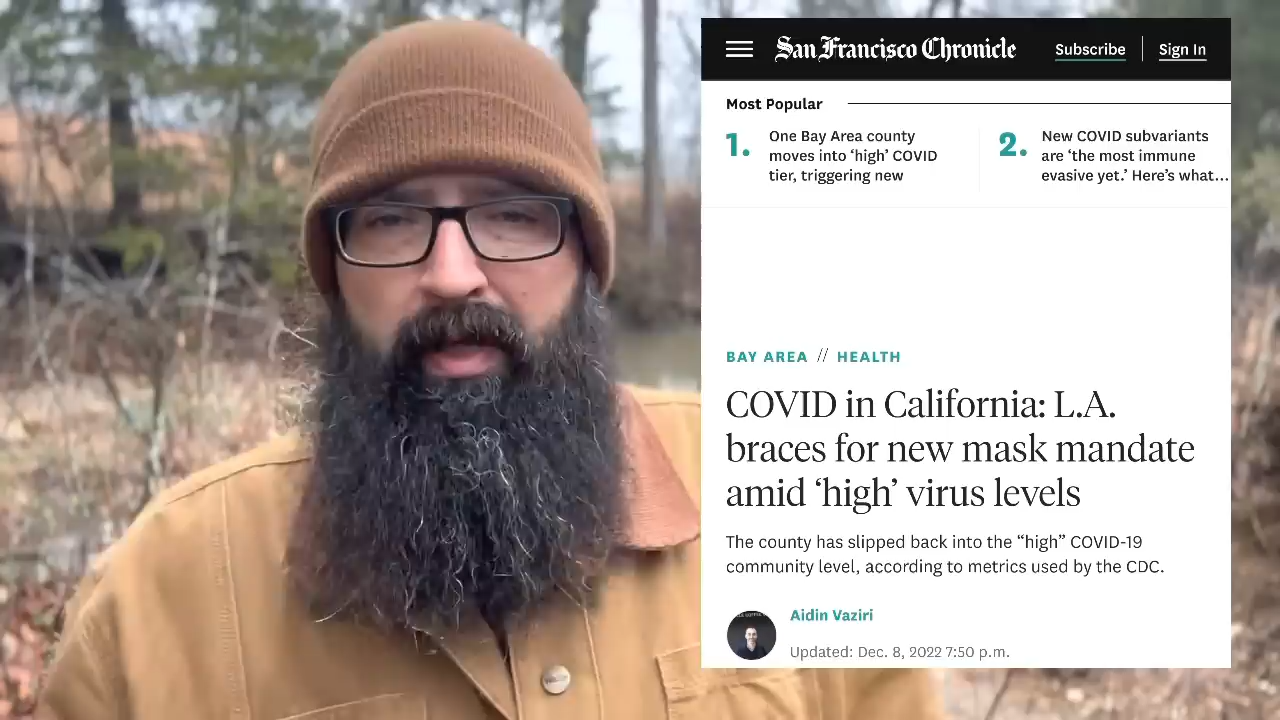 San Francisco Chronicle
Subscribe
Sign In
Most Popular
1.
One Bay Area county
moves into ‘high’ COVID
tier, triggering new
2.
New COVID subvariants
are ‘the most immune
evasive yet.’ Here’s what...
BAY AREA // HEALTH
COVID in California: L.A.
braces for new mask mandate
amid ‘high’ virus levels
The county has slipped back into the “high” COVID-19
community level, according to metrics used by the CDC.
Aidin Vaziri
Updated: Dec. 8, 2022 7:50 p.m.